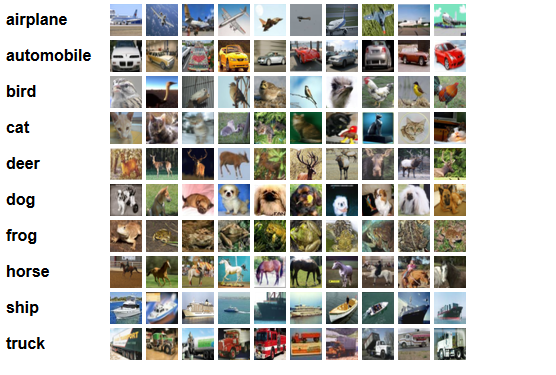 airplane
automobile
bird
cat
deer
dog
frog
horse
ship
truck